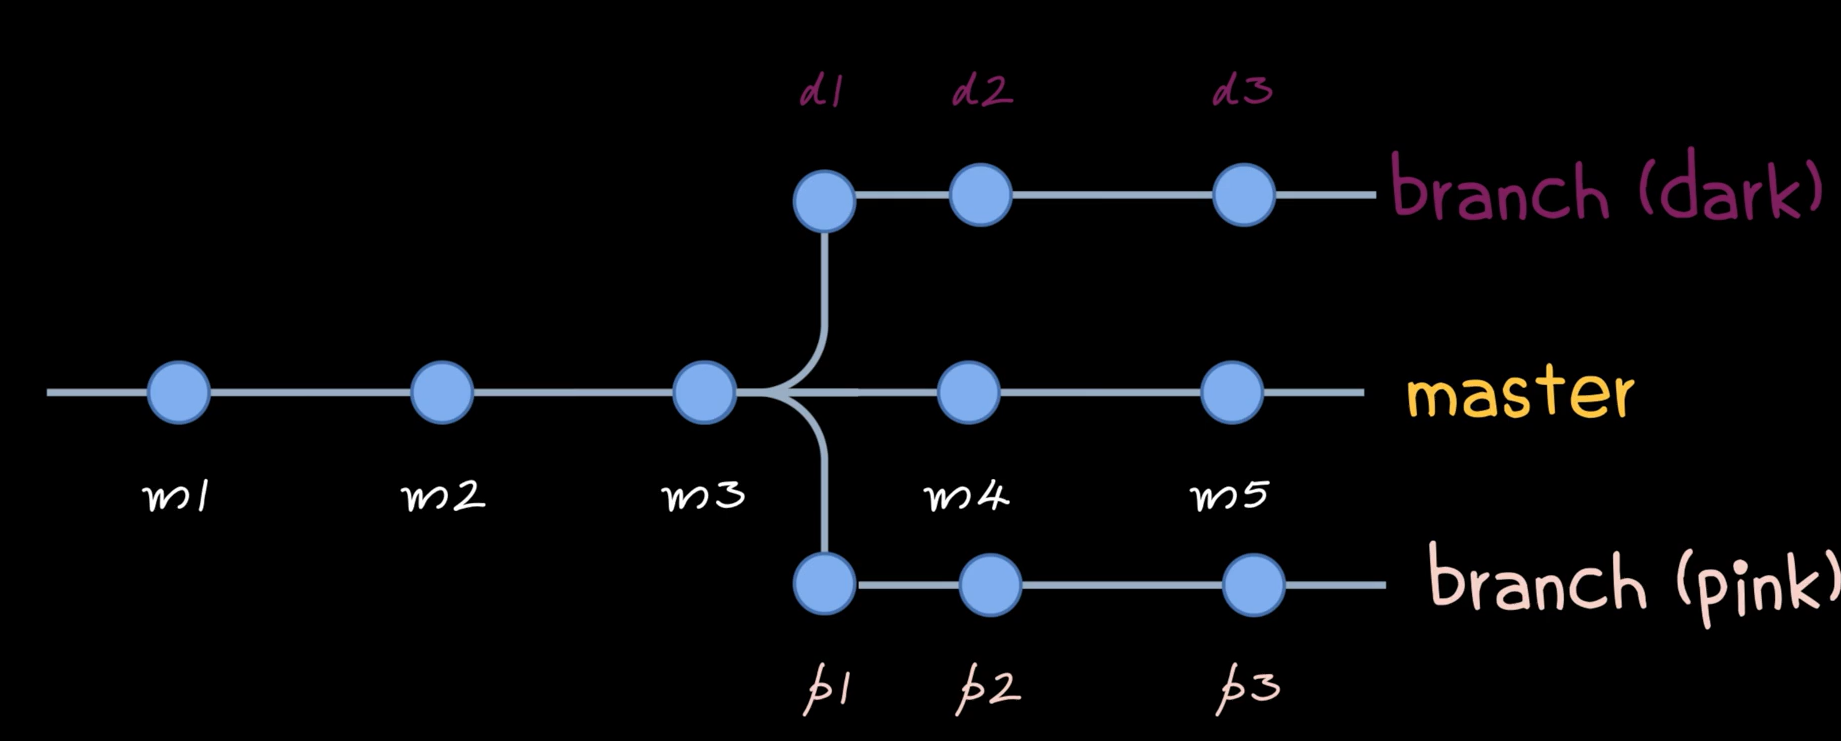 d1 d2 d3
branch (dark)
master
m1 m2 m3 m4 m5
branch (pink)
p1 p2 p3